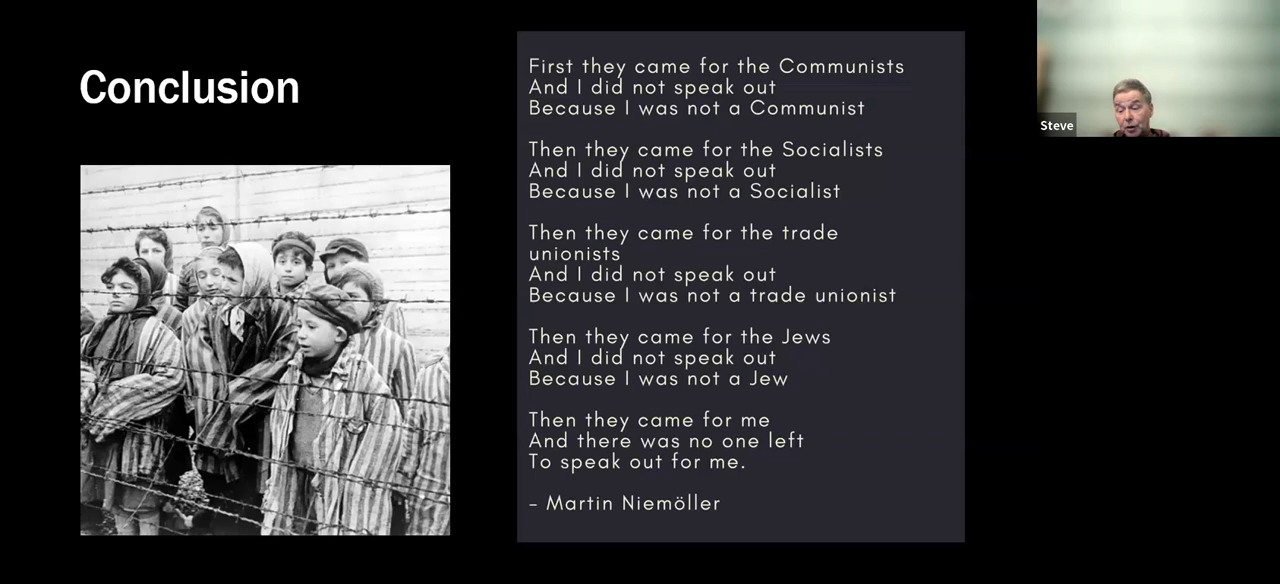 Conclusion
First they came for the Communists
And I did not speak out
Because I was not a Communist
Then they came for the Socialists
And I did not speak out
Because I was not a Socialist
Then they came for the trade
unionists
And I did not speak out
Because I was not a trade unionist
Then they came for the Jews
And I did not speak out
Because I was not a Jew
Then they came for me
And there was no one left
To speak out for me.
– Martin Niemöller
Steve